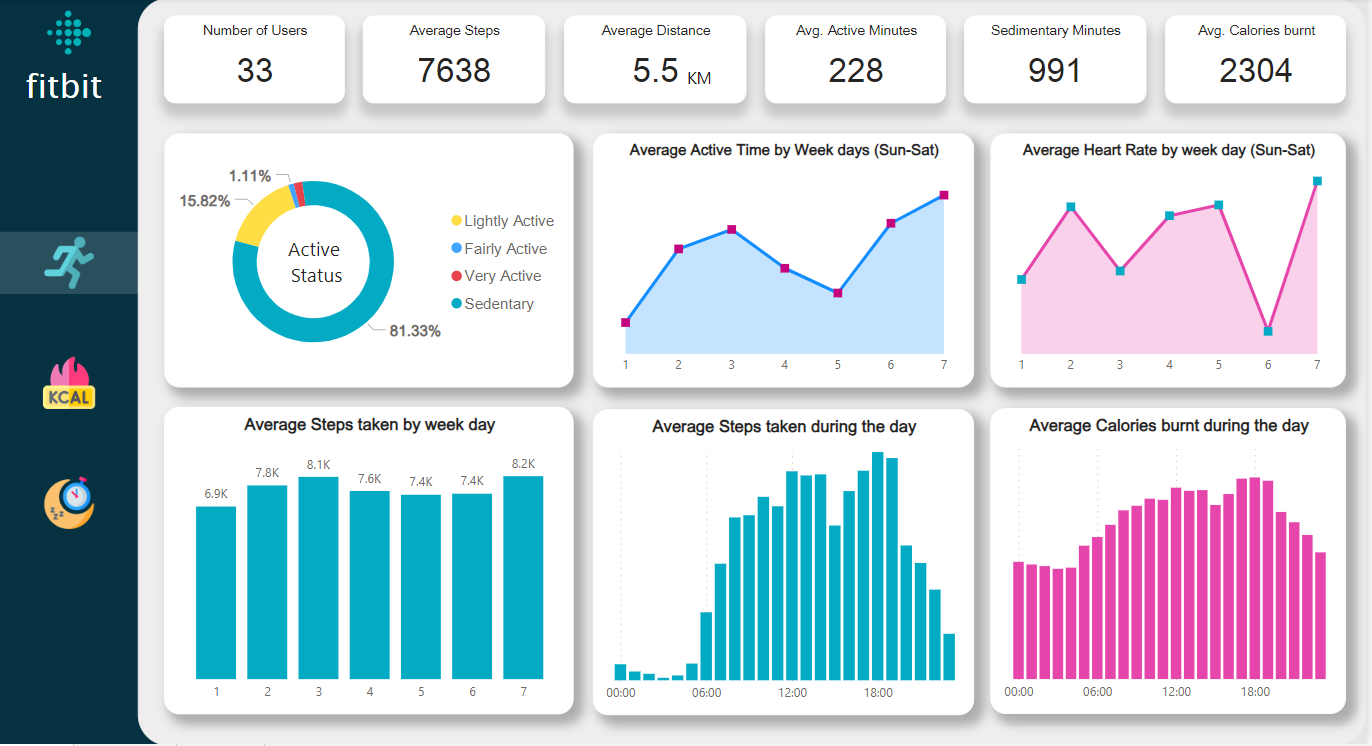 fitbit
KCAL
zzz
Number of Users
33
Average Steps
7638
Average Distance
5.5 KM
Avg. Active Minutes
228
Sedimentary Minutes
991
Avg. Calories burnt
2304
1.11%
15.82%
81.33%
Active
Status
Lightly Active
Fairly Active
Very Active
Sedentary
Average Active Time by Week days (Sun-Sat)
1 2 3 4 5 6 7
Average Heart Rate by week day (Sun-Sat)
1 2 3 4 5 6 7
Average Steps taken by week day
6.9K 7.8K 8.1K 7.6K 7.4K 7.4K 8.2K
1 2 3 4 5 6 7
Average Steps taken during the day
00:00 06:00 12:00 18:00
Average Calories burnt during the day
00:00 06:00 12:00 18:00